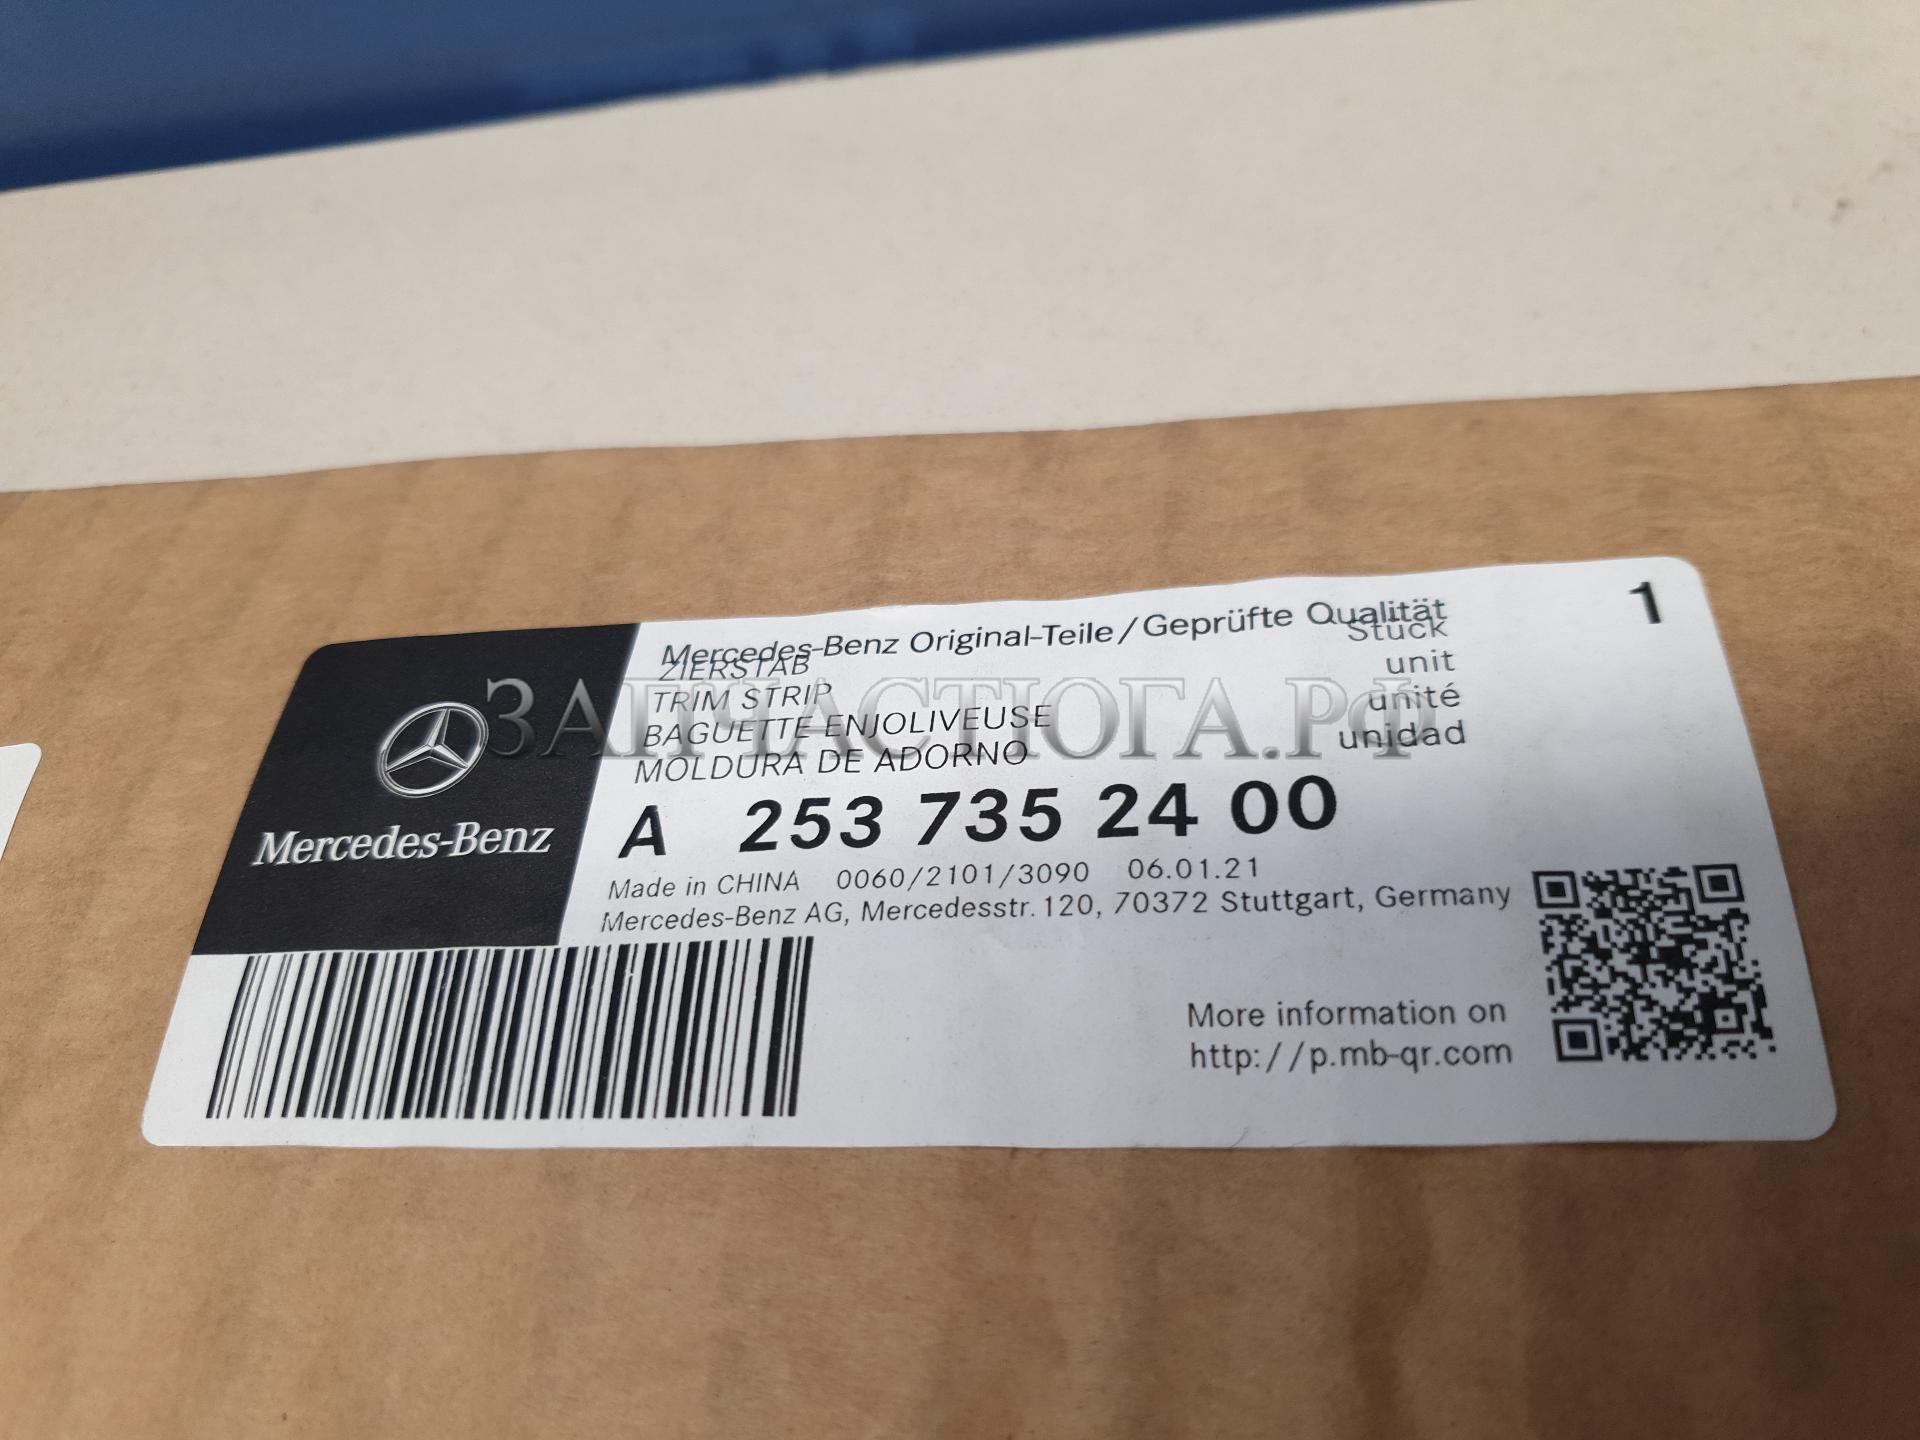 Mercedes-Benz Original-Teile/Geprüfte Qualität
1
ZIERSTAB
Stück
TRIM STRIP
unit
BAGUETTE ENJOLIVEUSE
unité
MOLDURA DE ADORNO
unidad
ЗАПЧАСТЮГА.РФ
Mercedes-Benz
A 253 735 24 00
Made in CHINA 0060/2101/3090 06.01.21
Mercedes-Benz AG, Mercedesstr. 120, 70372 Stuttgart, Germany
More information on
http://p.mb-qr.com